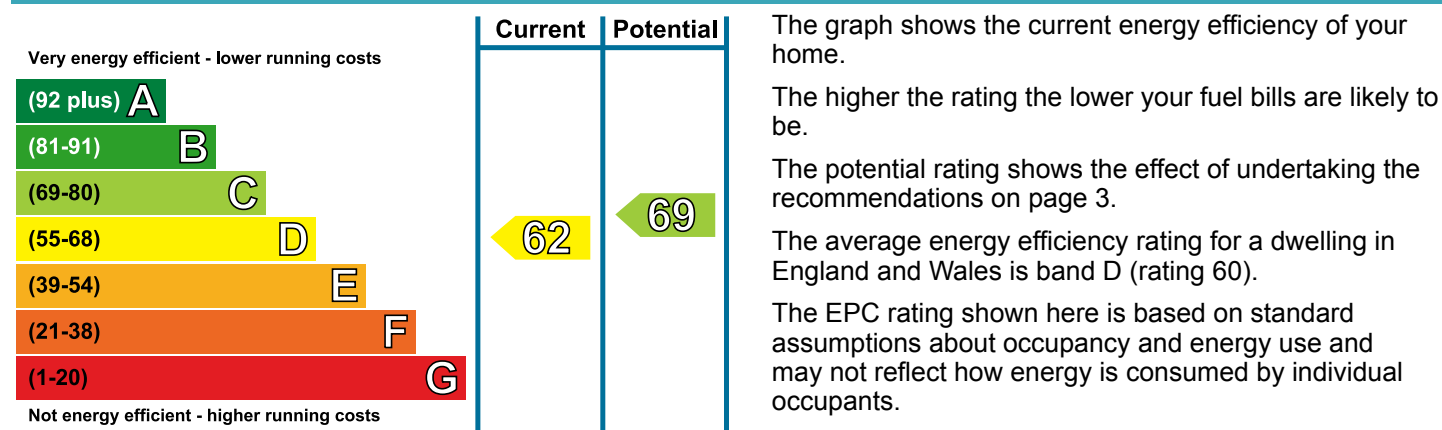 Current Potential
Very energy efficient - lower running costs
(92 plus) A
(81-91) B
(69-80) C
(55-68) D
(39-54) E
(21-38) F
(1-20) G
Not energy efficient - higher running costs
62
69
The graph shows the current energy efficiency of your
home.
The higher the rating the lower your fuel bills are likely to
be.
The potential rating shows the effect of undertaking the
recommendations on page 3.
The average energy efficiency rating for a dwelling in
England and Wales is band D (rating 60).
The EPC rating shown here is based on standard
assumptions about occupancy and energy use and
may not reflect how energy is consumed by individual
occupants.